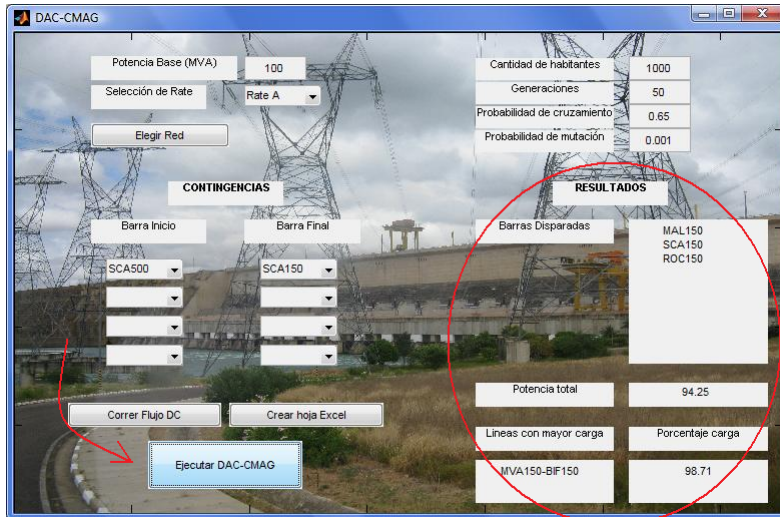 DAC-CMAG
Potencia Base (MVA) 100
Selección de Rate Rate A
Elegir Red
Cantidad de habitantes 1000
Generaciones 50
Probabilidad de cruzamiento 0.65
Probabilidad de mutación 0.001
CONTINGENCIAS
Barra Inicio Barra Final
SCA500 SCA150
Correr Flujo DC Crear hoja Excel
Ejecutar DAC-CMAG
RESULTADOS
Barras Disparadas MAL150
SCA150
ROC150
Potencia total 94.25
Lineas con mayor carga Porcentaje carga
MVA150-BIF150 98.71